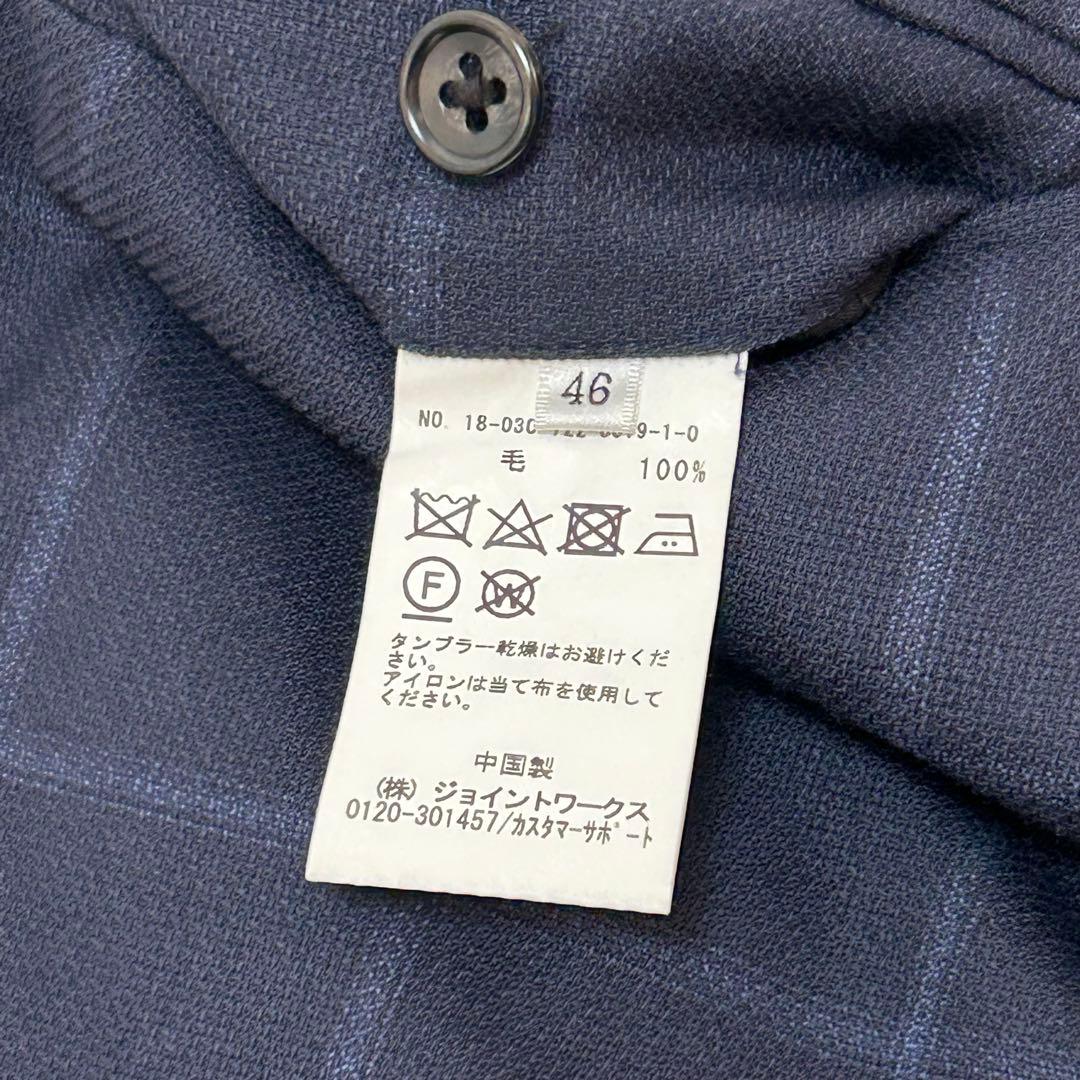 46
NO. 18-030 9-1-0
毛 100%
F
W
タンブラー乾燥はお避けくだ
さい。
アイロンは当て布を使用して
ください。
中国製
(株) ジョイントワークス
0120-301457/カスタマーサポート